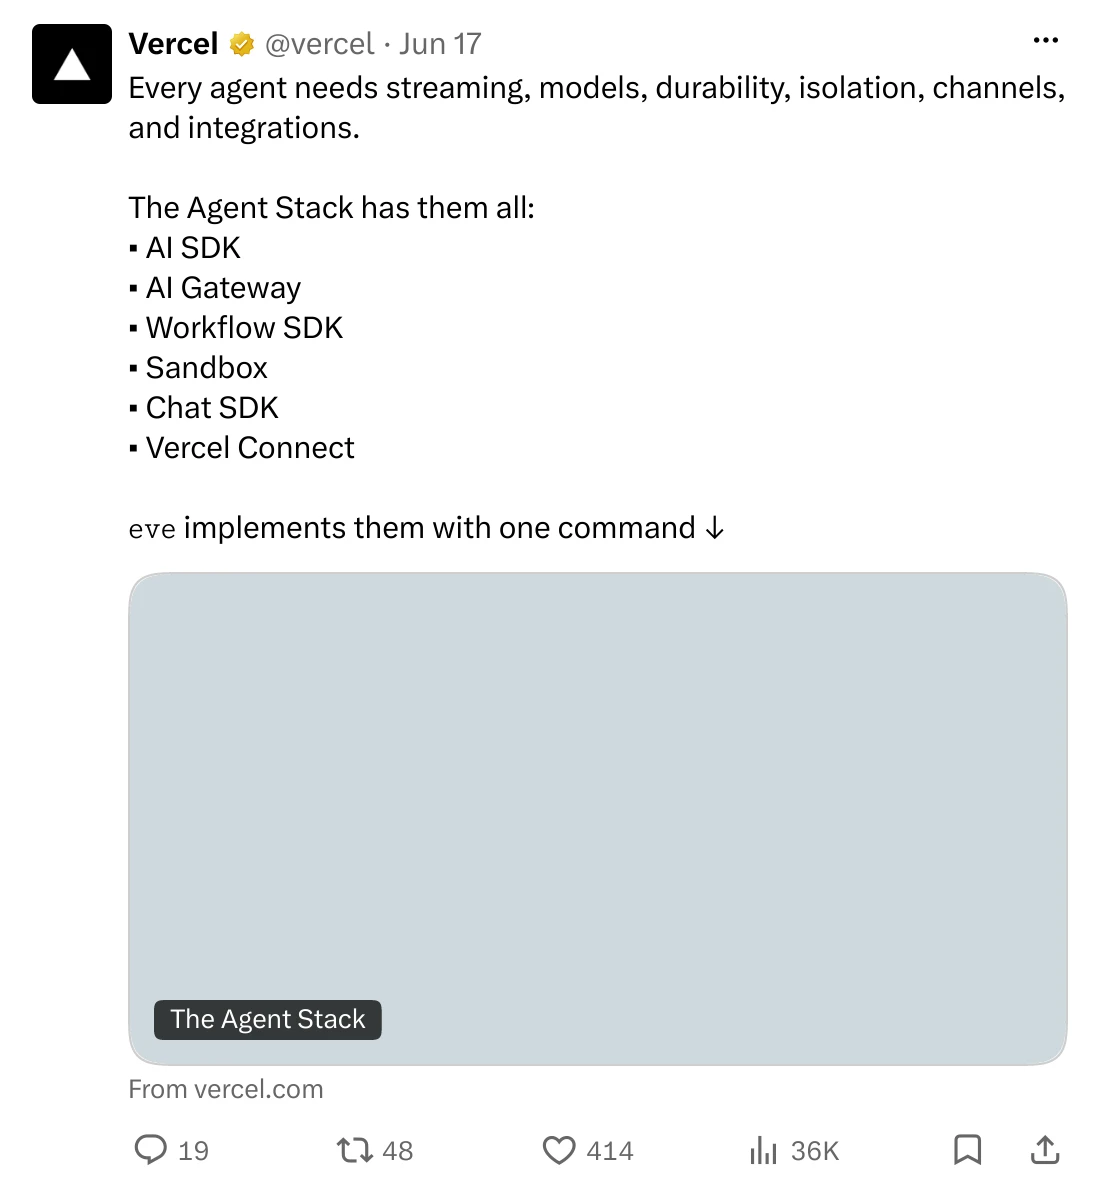 Vercel @vercel · Jun 17
Every agent needs streaming, models, durability, isolation, channels,
and integrations.
The Agent Stack has them all:
▪ AI SDK
▪ AI Gateway
▪ Workflow SDK
▪ Sandbox
▪ Chat SDK
▪ Vercel Connect
eve implements them with one command ↓
The Agent Stack
From vercel.com
19 48 414 36K